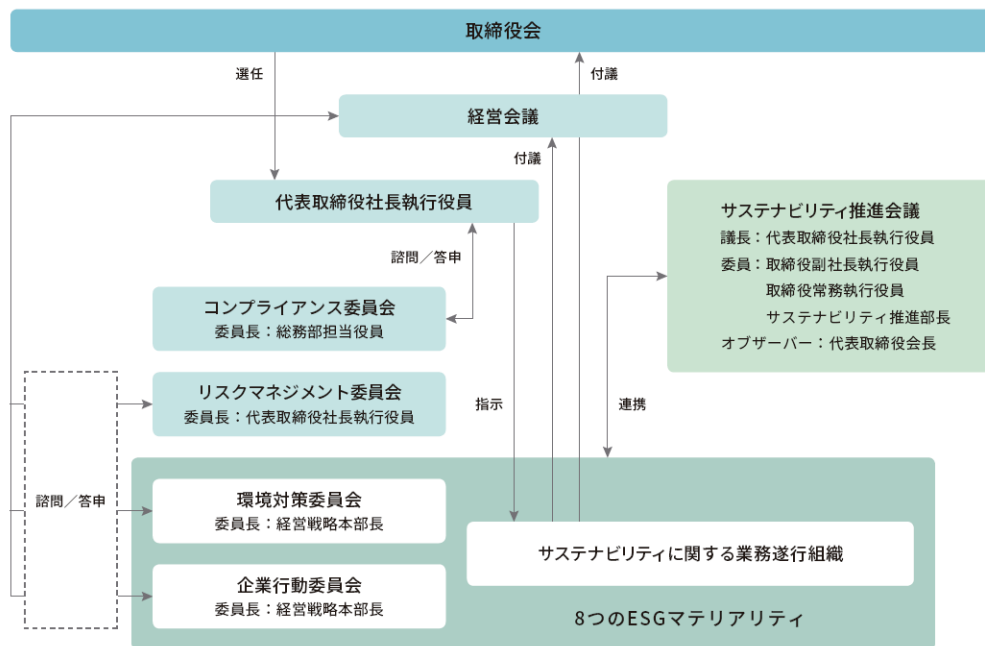 取締役会
選任
付議
経営会議
付議
代表取締役社長執行役員
サステナビリティ推進会議
議長：代表取締役社長執行役員
委員：取締役副社長執行役員
取締役常務執行役員
サステナビリティ推進部長
オブザーバー：代表取締役会長
諮問／答申
コンプライアンス委員会
委員長：総務部担当役員
リスクマネジメント委員会
委員長：代表取締役社長執行役員
指示
連携
諮問／答申
環境対策委員会
委員長：経営戦略本部長
サステナビリティに関する業務遂行組織
企業行動委員会
委員長：経営戦略本部長
8つのESGマテリアリティ